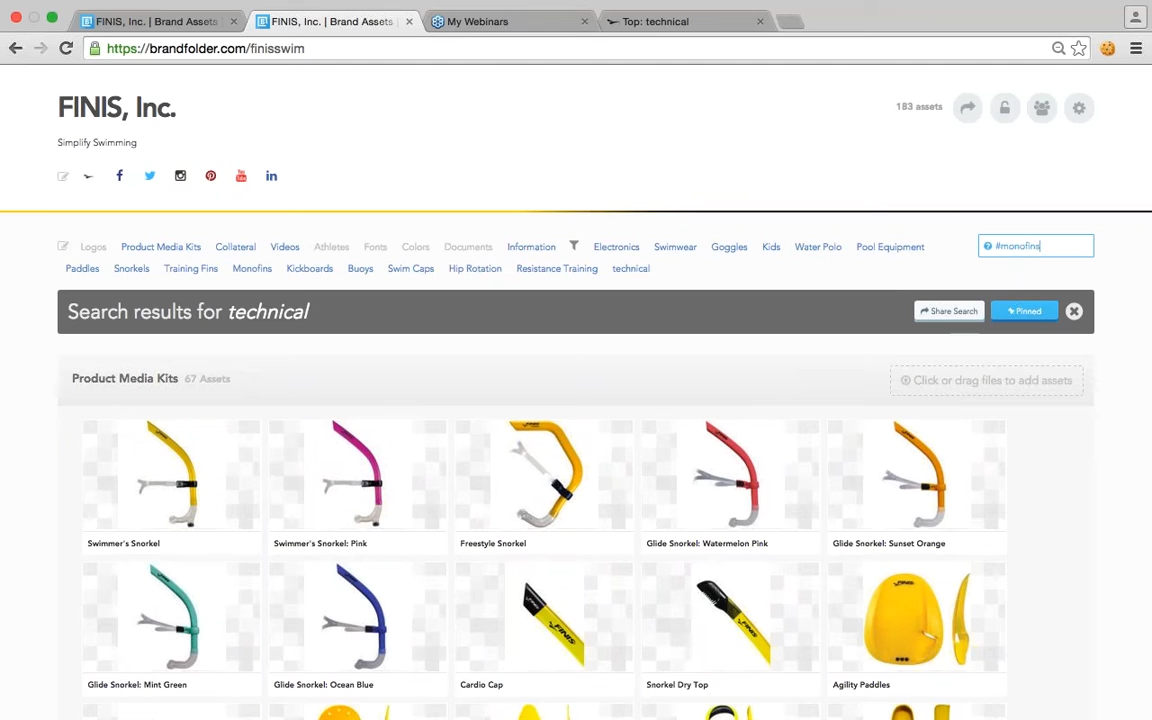 FINIS, Inc. | Brand Assets
FINIS, Inc. | Brand Assets
My Webinars
Top: technical
https://brandfolder.com/finisswim
FINIS, Inc.
183 assets
Simplify Swimming
Logos Product Media Kits Collateral Videos Athletes Fonts Colors Documents Information Electronics Swimwear Goggles Kids Water Polo Pool Equipment
#monofins
Paddles Snorkels Training Fins Monofins Kickboards Buoys Swim Caps Hip Rotation Resistance Training technical
Search results for technical
Share Search
Pinned
Product Media Kits 67 Assets
Click or drag files to add assets
Swimmer's Snorkel
Swimmer's Snorkel: Pink
Freestyle Snorkel
Glide Snorkel: Watermelon Pink
Glide Snorkel: Sunset Orange
FINIS
FINIS
Glide Snorkel: Mint Green
Glide Snorkel: Ocean Blue
Cardio Cap
Snorkel Dry Top
Agility Paddles